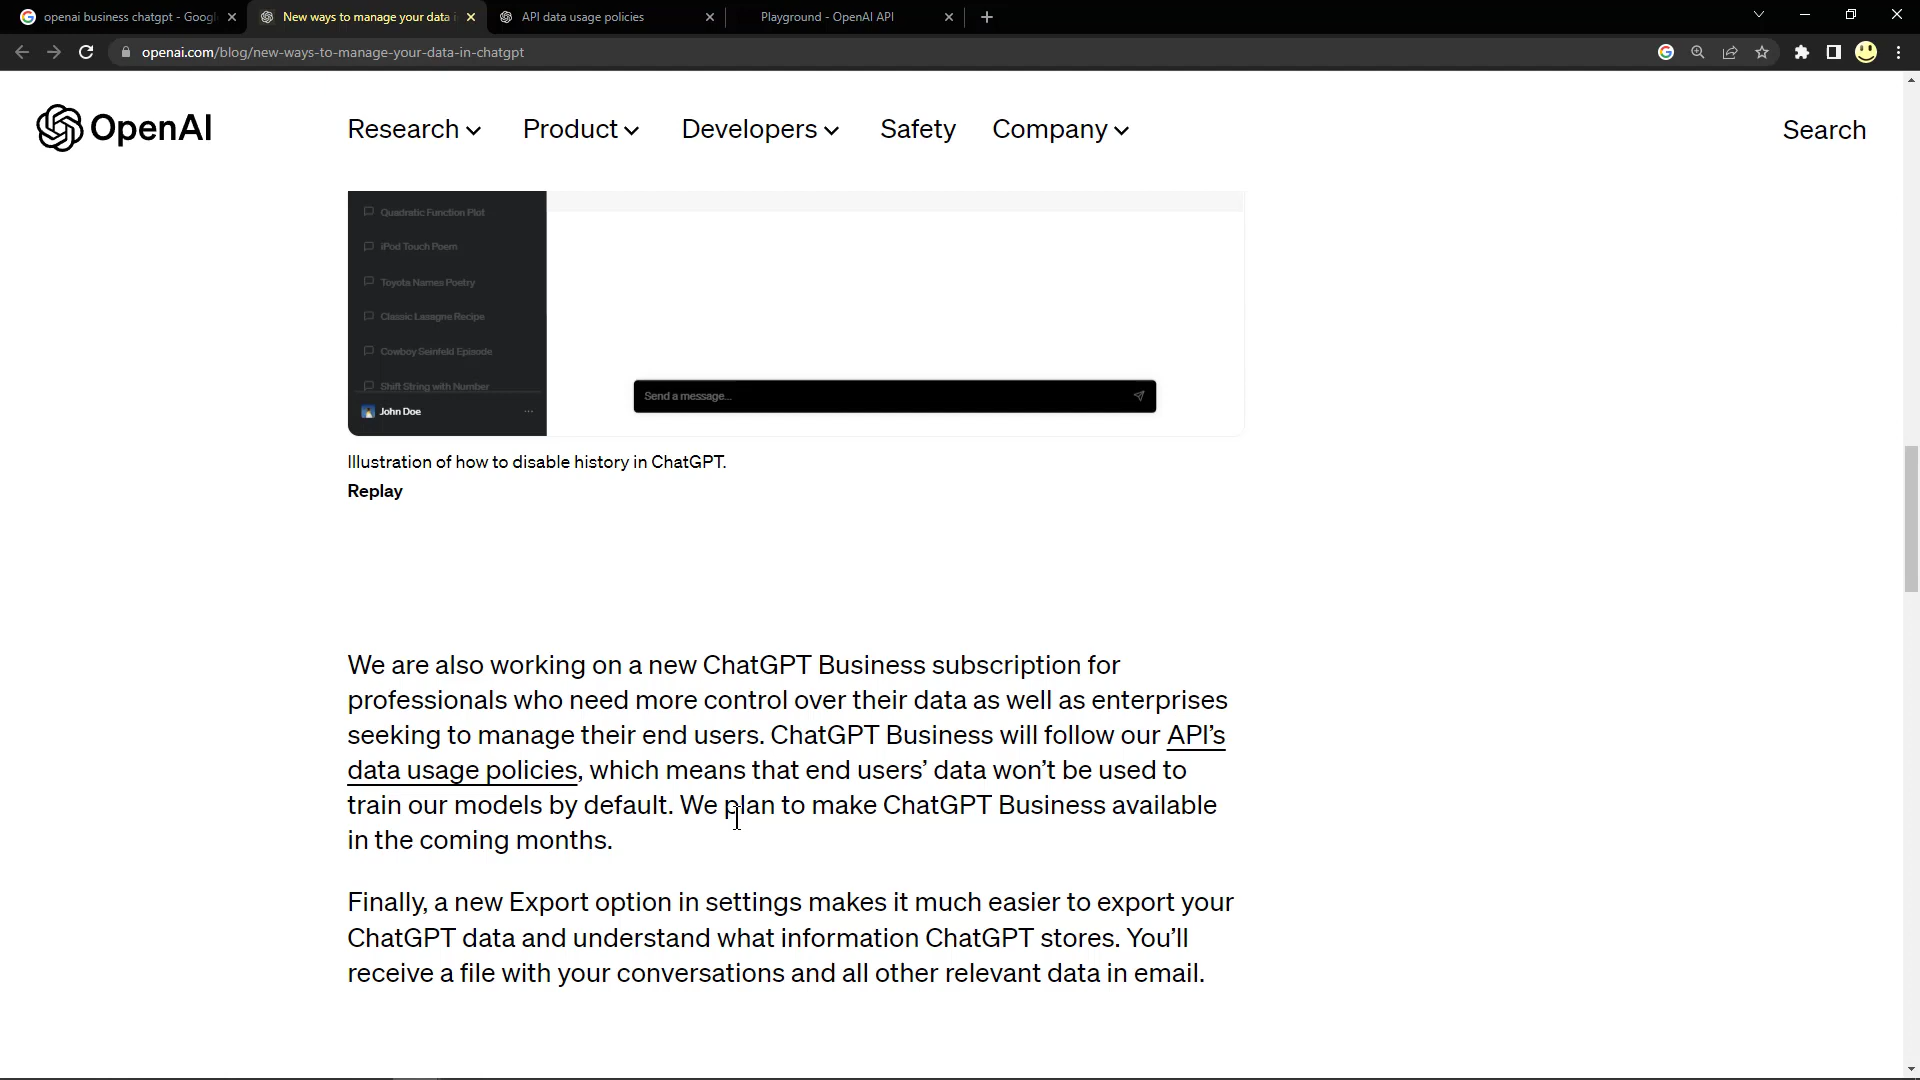 openai business chatgpt - Googl
New ways to manage your data i
API data usage policies
Playground - OpenAI API
openai.com/blog/new-ways-to-manage-your-data-in-chatgpt
OpenAI
Research
Product
Developers
Safety
Company
Search
Quadratic Function Plot
iPod Touch Poem
Toyota Names Poetry
Classic Lasagne Recipe
Cowboy Seinfeld Episode
Shift String with Number
John Doe
Send a message...
Illustration of how to disable history in ChatGPT.
Replay
We are also working on a new ChatGPT Business subscription for
professionals who need more control over their data as well as enterprises
seeking to manage their end users. ChatGPT Business will follow our API’s
data usage policies, which means that end users’ data won’t be used to
train our models by default. We plan to make ChatGPT Business available
in the coming months.
Finally, a new Export option in settings makes it much easier to export your
ChatGPT data and understand what information ChatGPT stores. You’ll
receive a file with your conversations and all other relevant data in email.